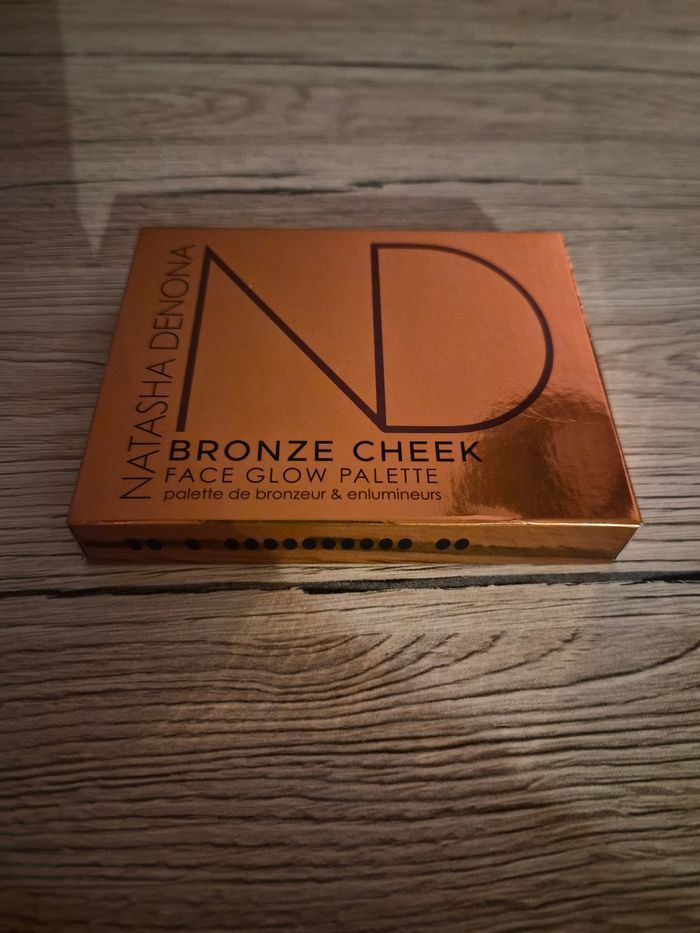 NATASHA DENONA
ND
BRONZE CHEEK
FACE GLOW PALETTE
palette de bronzeur & enlumineurs